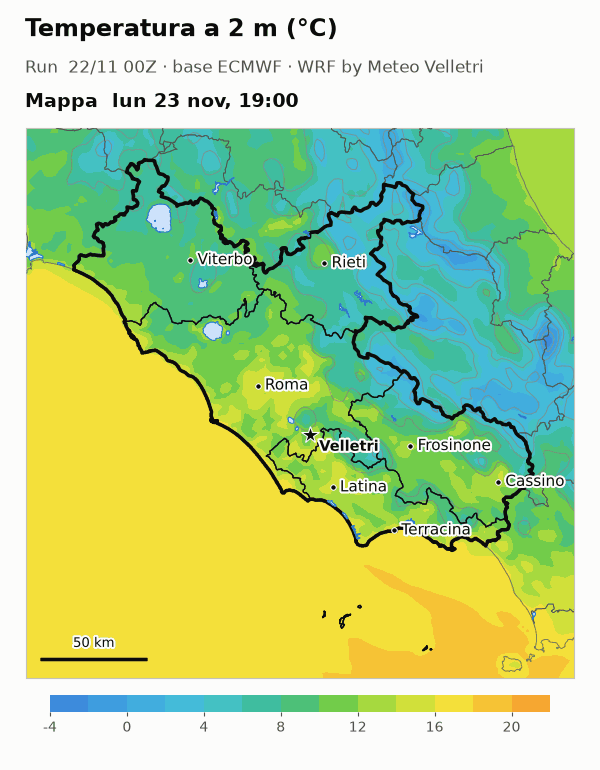 Temperatura a 2 m (°C)
Run  22/11 00Z · base ECMWF · WRF by Meteo Velletri
Mappa  lun 23 nov, 19:00
Viterbo
Rieti
Roma
Velletri
Frosinone
Latina
Cassino
Terracina
50 km
-4 0 4 8 12 16 20